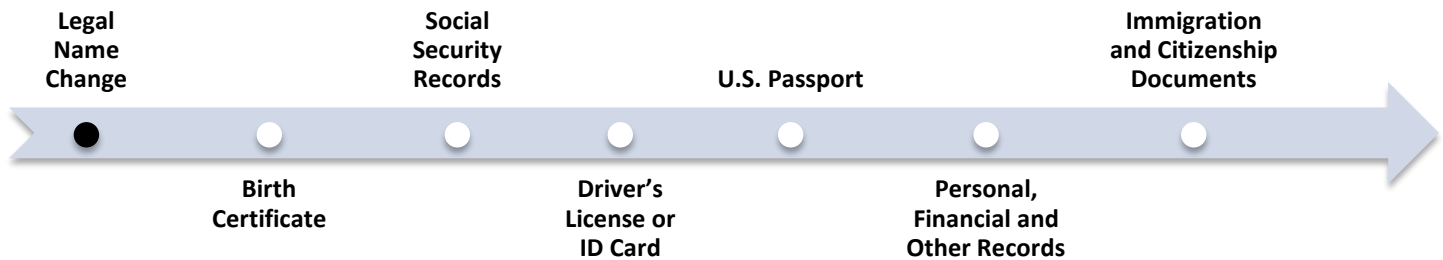 Legal
Name
Change
Birth
Certificate
Social
Security
Records
Driver's
License or
ID Card
U.S. Passport
Personal,
Financial and
Other Records
Immigration
and Citizenship
Documents